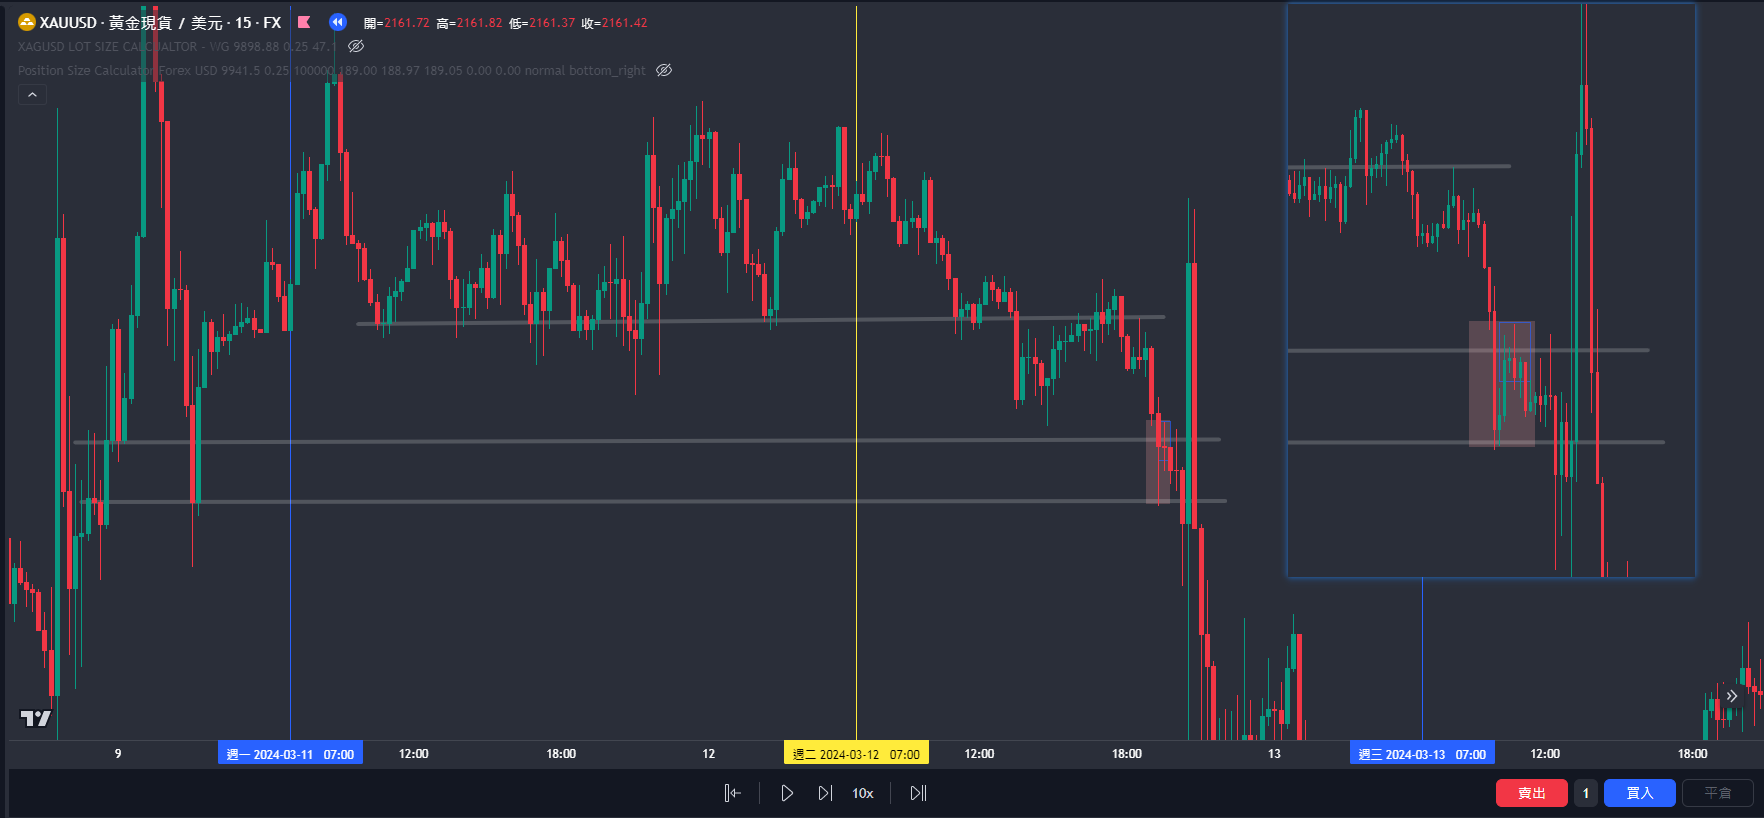 XAUUSD · 黃金現貨 / 美元 · 15 · FX 開=2161.72 高=2161.82 低=2161.37 收=2161.42
XAGUSD LOT SIZE CALCUALTOR - WG 9898.88 0.25 47.1
Position Size Calculator Forex USD 9941.5 0.25 100000 189.00 188.97 189.05 0.00 0.00 normal bottom_right
9 週一 2024-03-11 07:00 12:00 18:00 12 週二 2024-03-12 07:00 12:00 18:00 13 週三 2024-03-13 07:00 12:00 18:00
10x 賣出 1 買入 平倉